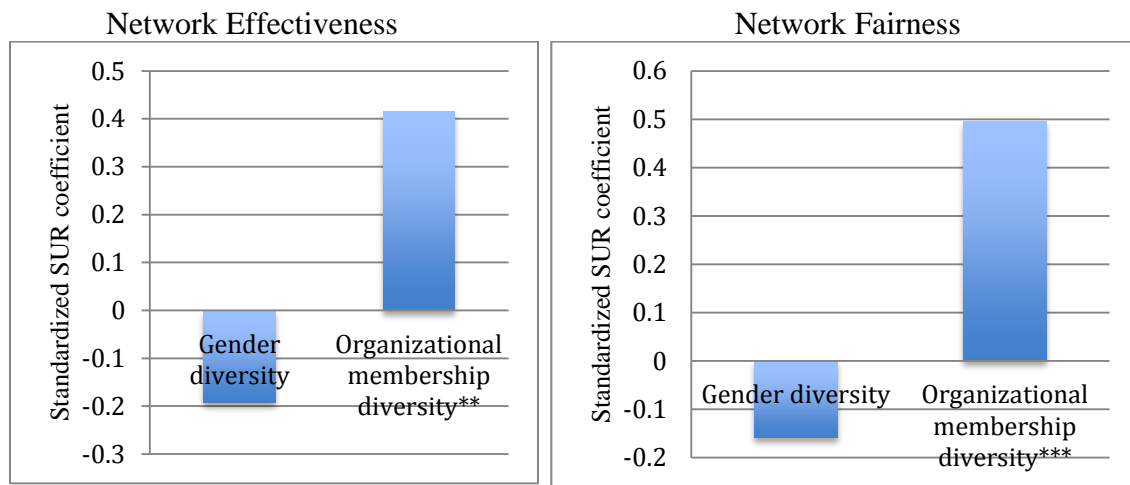 Network Effectiveness
Standardized SUR coefficient
0.5
0.4
0.3
0.2
0.1
0
-0.1
-0.2
-0.3
Gender
diversity
Organizational
membership
diversity**
Network Fairness
Standardized SUR coefficient
0.6
0.5
0.4
0.3
0.2
0.1
0
-0.1
-0.2
Gender diversity
Organizational
membership
diversity***